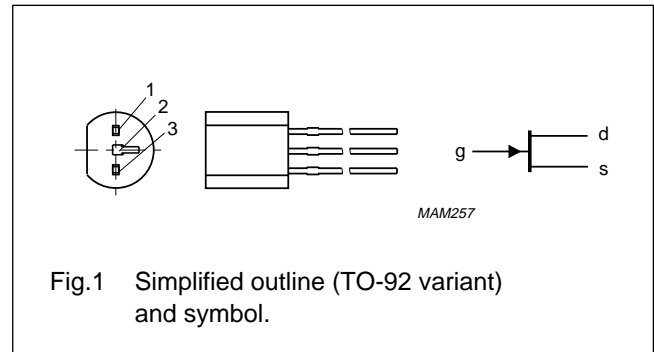 1
2
3
g
d
s
MAM257
Fig.1 Simplified outline (TO-92 variant)
and symbol.